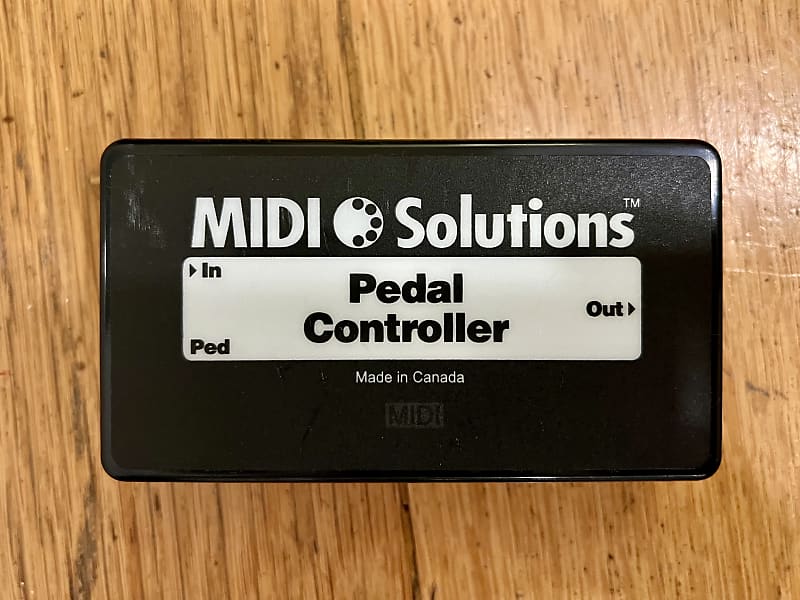 MIDI Solutions™
In
Pedal
Controller
Out
Ped
Made in Canada
MIDI